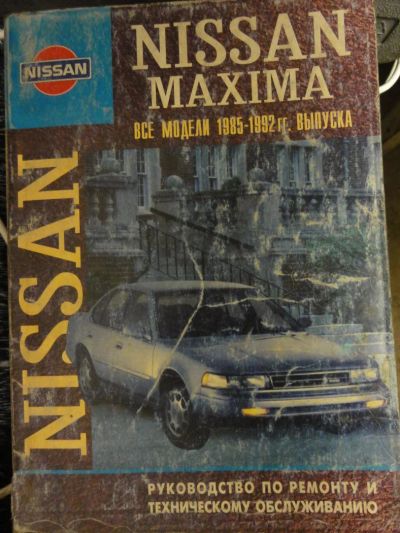 NISSAN
NISSAN
MAXIMA
ВСЕ МОДЕЛИ 1985-1992 гг. ВЫПУСКА
NISSAN
РУКОВОДСТВО ПО РЕМОНТУ И
ТЕХНИЧЕСКОМУ ОБСЛУЖИВАНИЮ